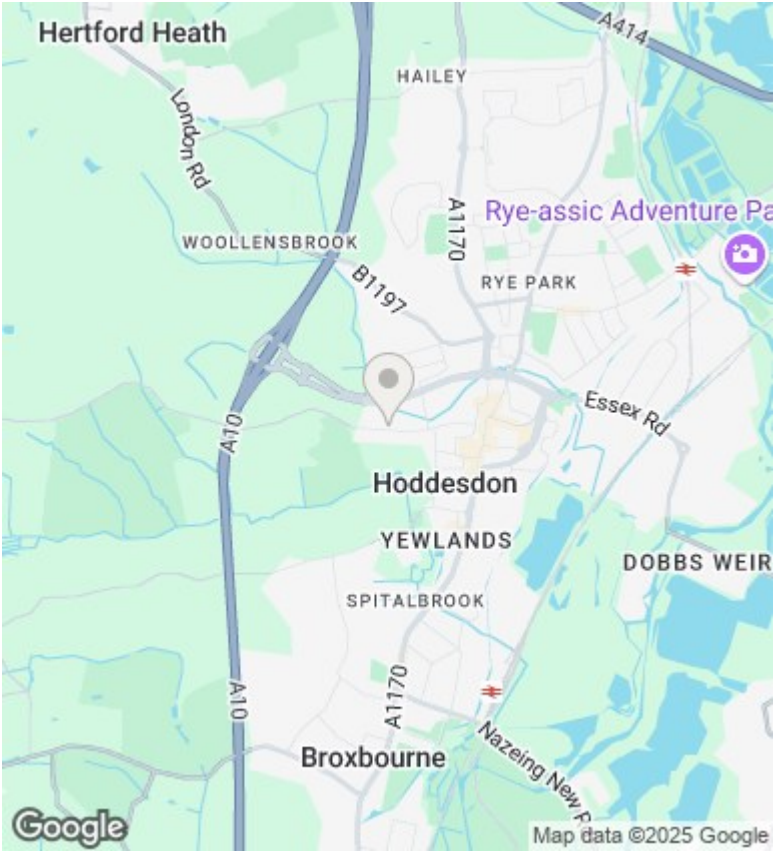 Hertford Heath
A414
HAILEY
London Rd
A1170
Rye-assic Adventure Pa
WOOLLENSBROOK
B1197
RYE PARK
Essex Rd
A10
Hoddesdon
YEWLANDS
DOBBS WEIR
SPITALBROOK
A10
A1170
Nazeing New R
Broxbourne
Google
Map data ©2025 Google